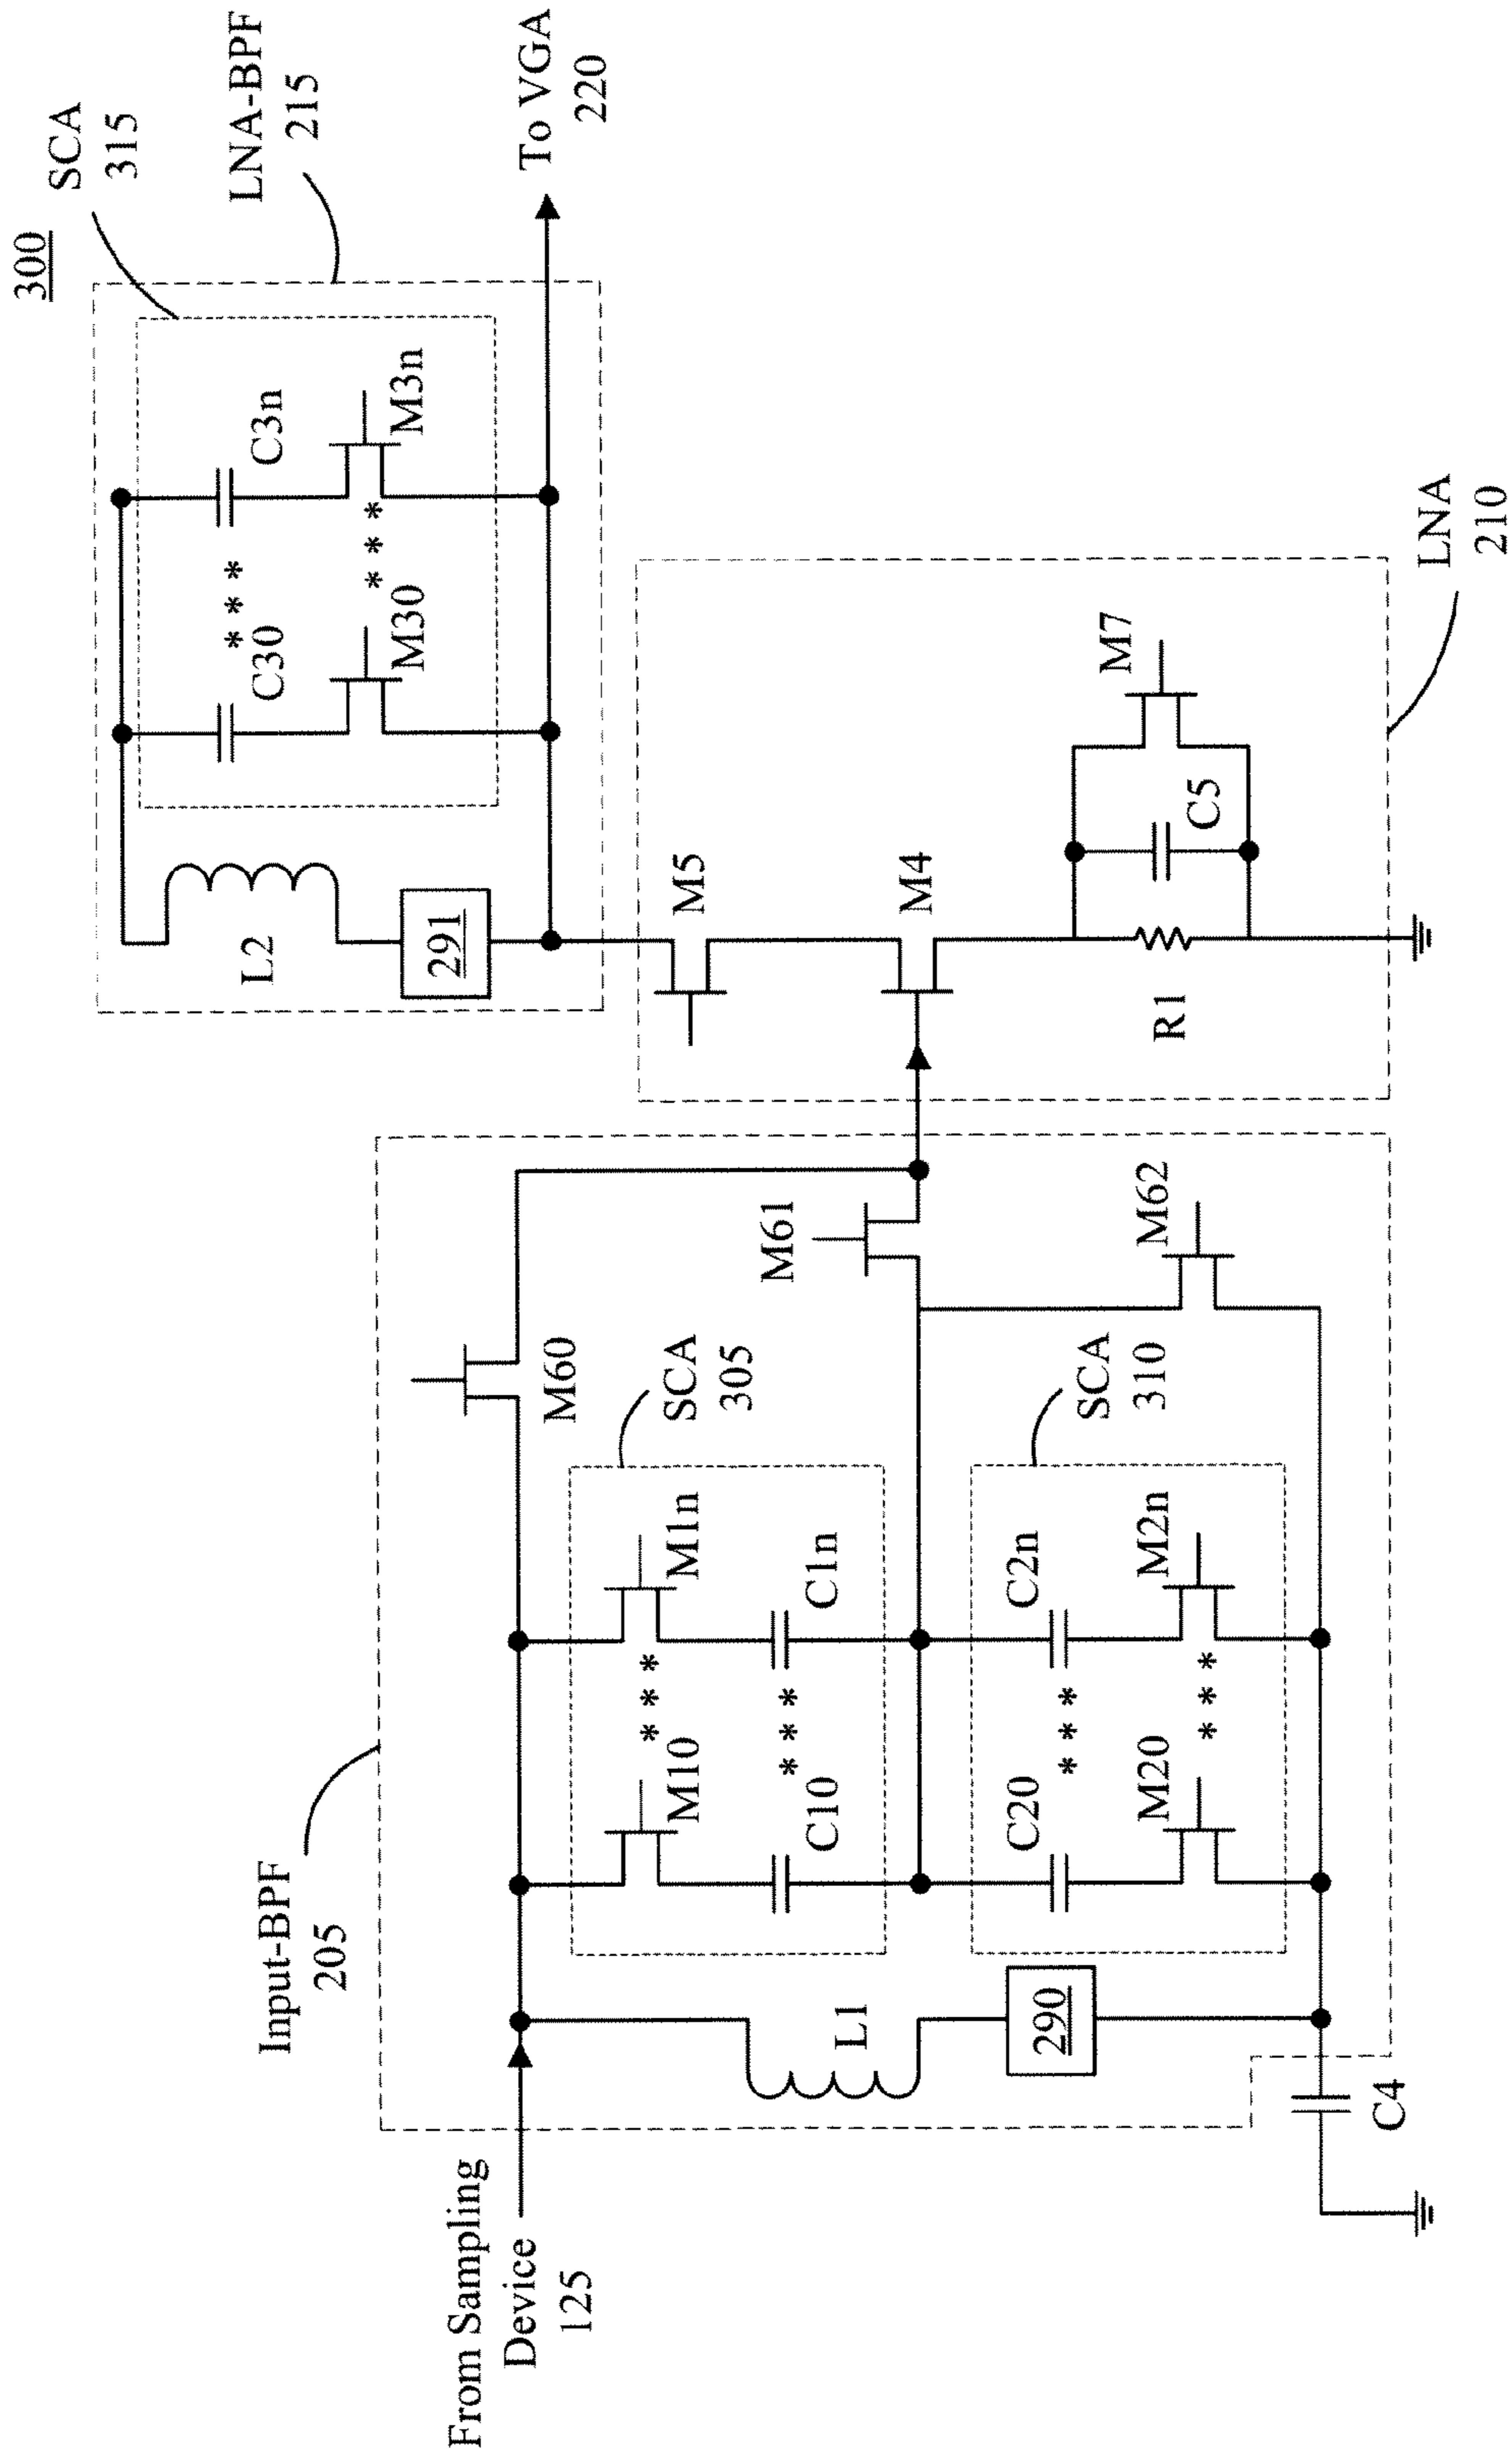 300
SCA
315
LNA-BPF
215
C30
* * *
C3n
M30
* * *
M3n
L2
291
To VGA
220
Input-BPF
205
From Sampling
Device
125
M60
SCA
305
M10
* * *
M1n
C10
* * *
C1n
M61
L1
290
SCA
310
C20
* * *
C2n
M20
* * *
M2n
M62
C4
M5
M4
R1
C5
M7
LNA
210